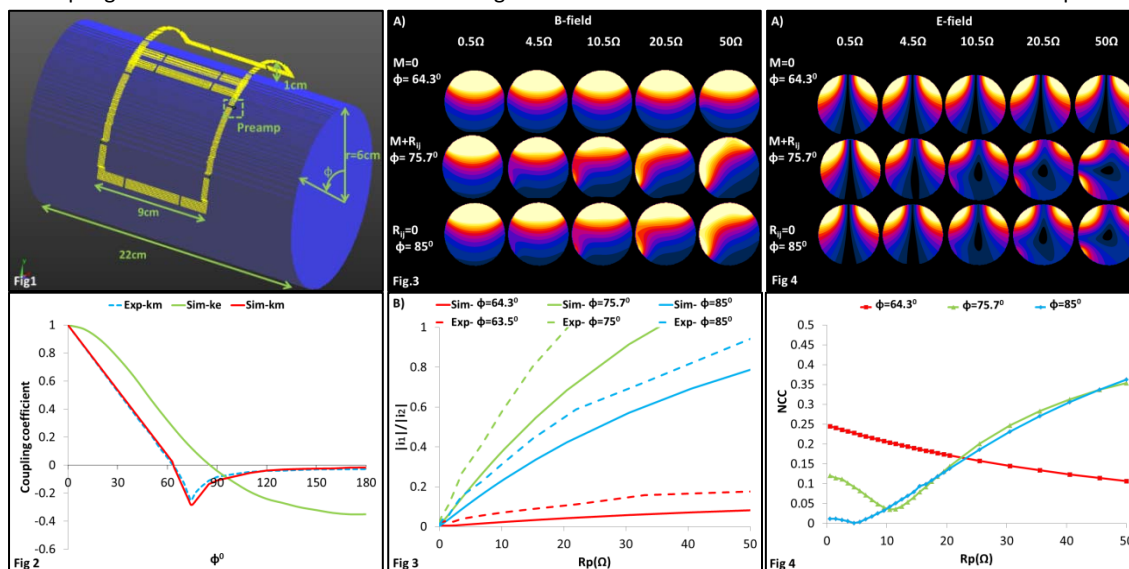 1cm
Preamp
r=6cm
ϕ
9cm
22cm
Fig1
A)
B-field
0.5Ω 4.5Ω 10.5Ω 20.5Ω 50Ω
M=0
ϕ= 64.3⁰
M+Rij
ϕ= 75.7⁰
Rij=0
ϕ= 85⁰
Fig.3
A)
E-field
0.5Ω 4.5Ω 10.5Ω 20.5Ω 50Ω
M=0
ϕ= 64.3⁰
M+Rij
ϕ= 75.7⁰
Rij=0
ϕ= 85⁰
Fig 4
Exp-km Sim-ke Sim-km
Coupling coefficient
1
0.8
0.6
0.4
0.2
0
-0.2
-0.4
-0.6
0 30 60 90 120 150 180
ϕ⁰
Fig 2
B)
Sim- ϕ=64.3⁰ Sim- ϕ=75.7⁰ Sim- ϕ=85⁰
Exp- ϕ=63.5⁰ Exp- ϕ=75⁰ Exp- ϕ=85⁰
|i1|/|i2|
1
0.8
0.6
0.4
0.2
0
0 10 20 30 40 50
Rp(Ω)
Fig 3
ϕ=64.3⁰ ϕ=75.7⁰ ϕ=85⁰
NCC
0.5
0.45
0.4
0.35
0.3
0.25
0.2
0.15
0.1
0.05
0
0 10 20 30 40 50
Rp(Ω)
Fig 4